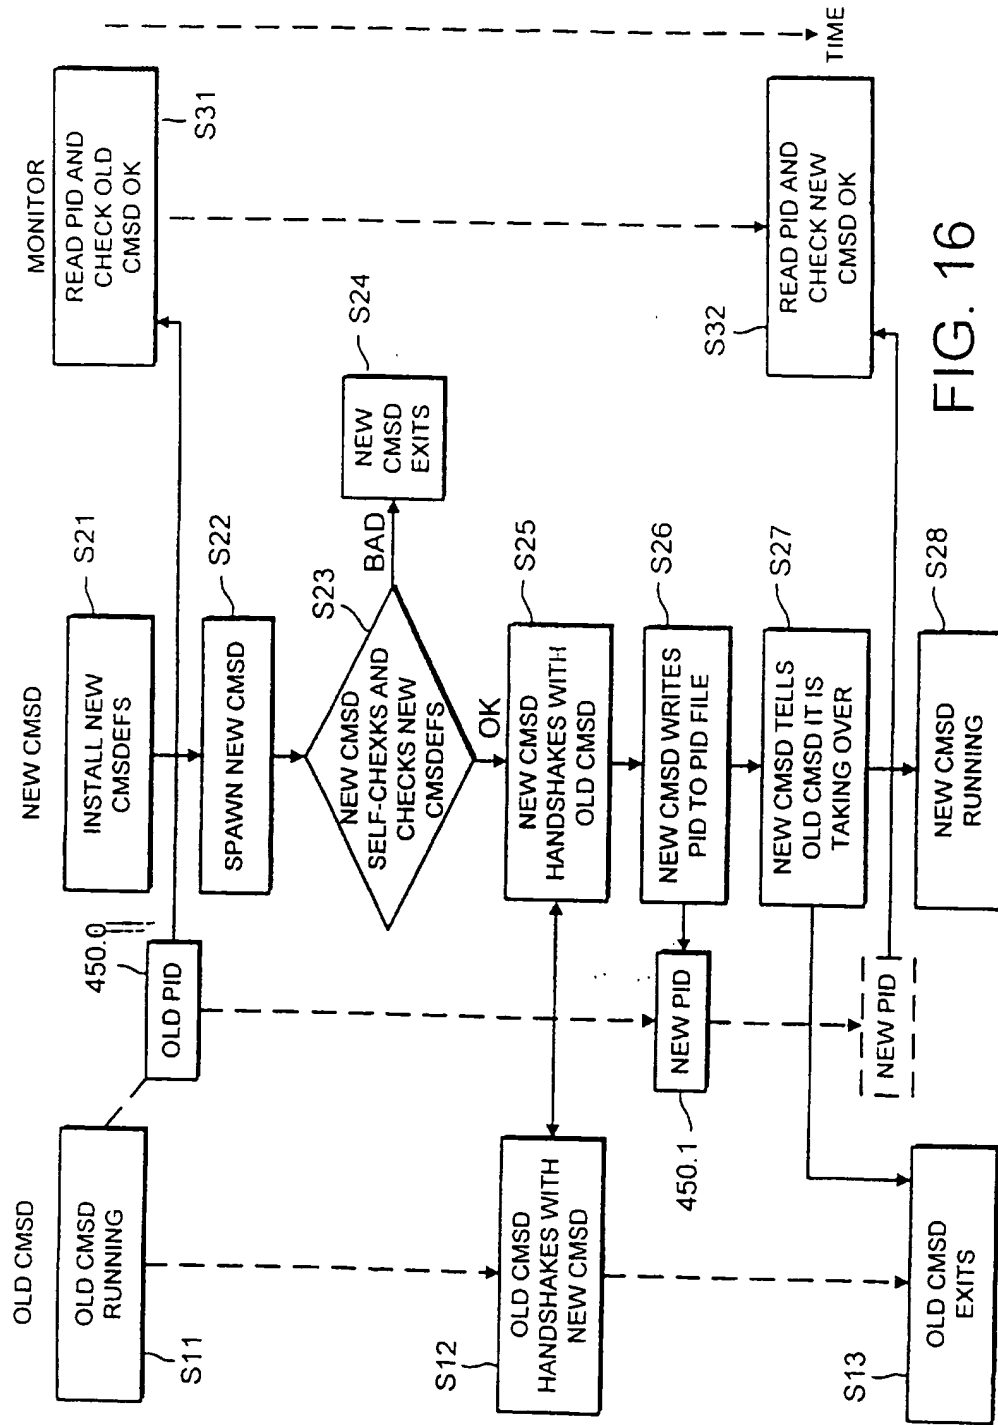 OLD CMSD
OLD CMSD
RUNNING
S11
450.0
OLD PID
NEW CMSD
INSTALL NEW
CMSDEFS
S21
MONITOR
READ PID AND
CHECK OLD
CMSD OK
S31
SPAWN NEW CMSD
S22
NEW CMSD
SELF-CHEXKS AND
CHECKS NEW
CMSDEFS
S23
BAD
NEW
CMSD
EXITS
S24
OK
OLD CMSD
HANDSHAKES WITH
NEW CMSD
S12
NEW CMSD
HANDSHAKES WITH
OLD CMSD
S25
NEW PID
450.1
NEW CMSD WRITES
PID TO PID FILE
S26
NEW CMSD TELLS
OLD CMSD IT IS
TAKING OVER
S27
READ PID AND
CHECK NEW
CMSD OK
S32
TIME
NEW PID
OLD CMSD
EXITS
S13
NEW CMSD
RUNNING
S28
FIG. 16